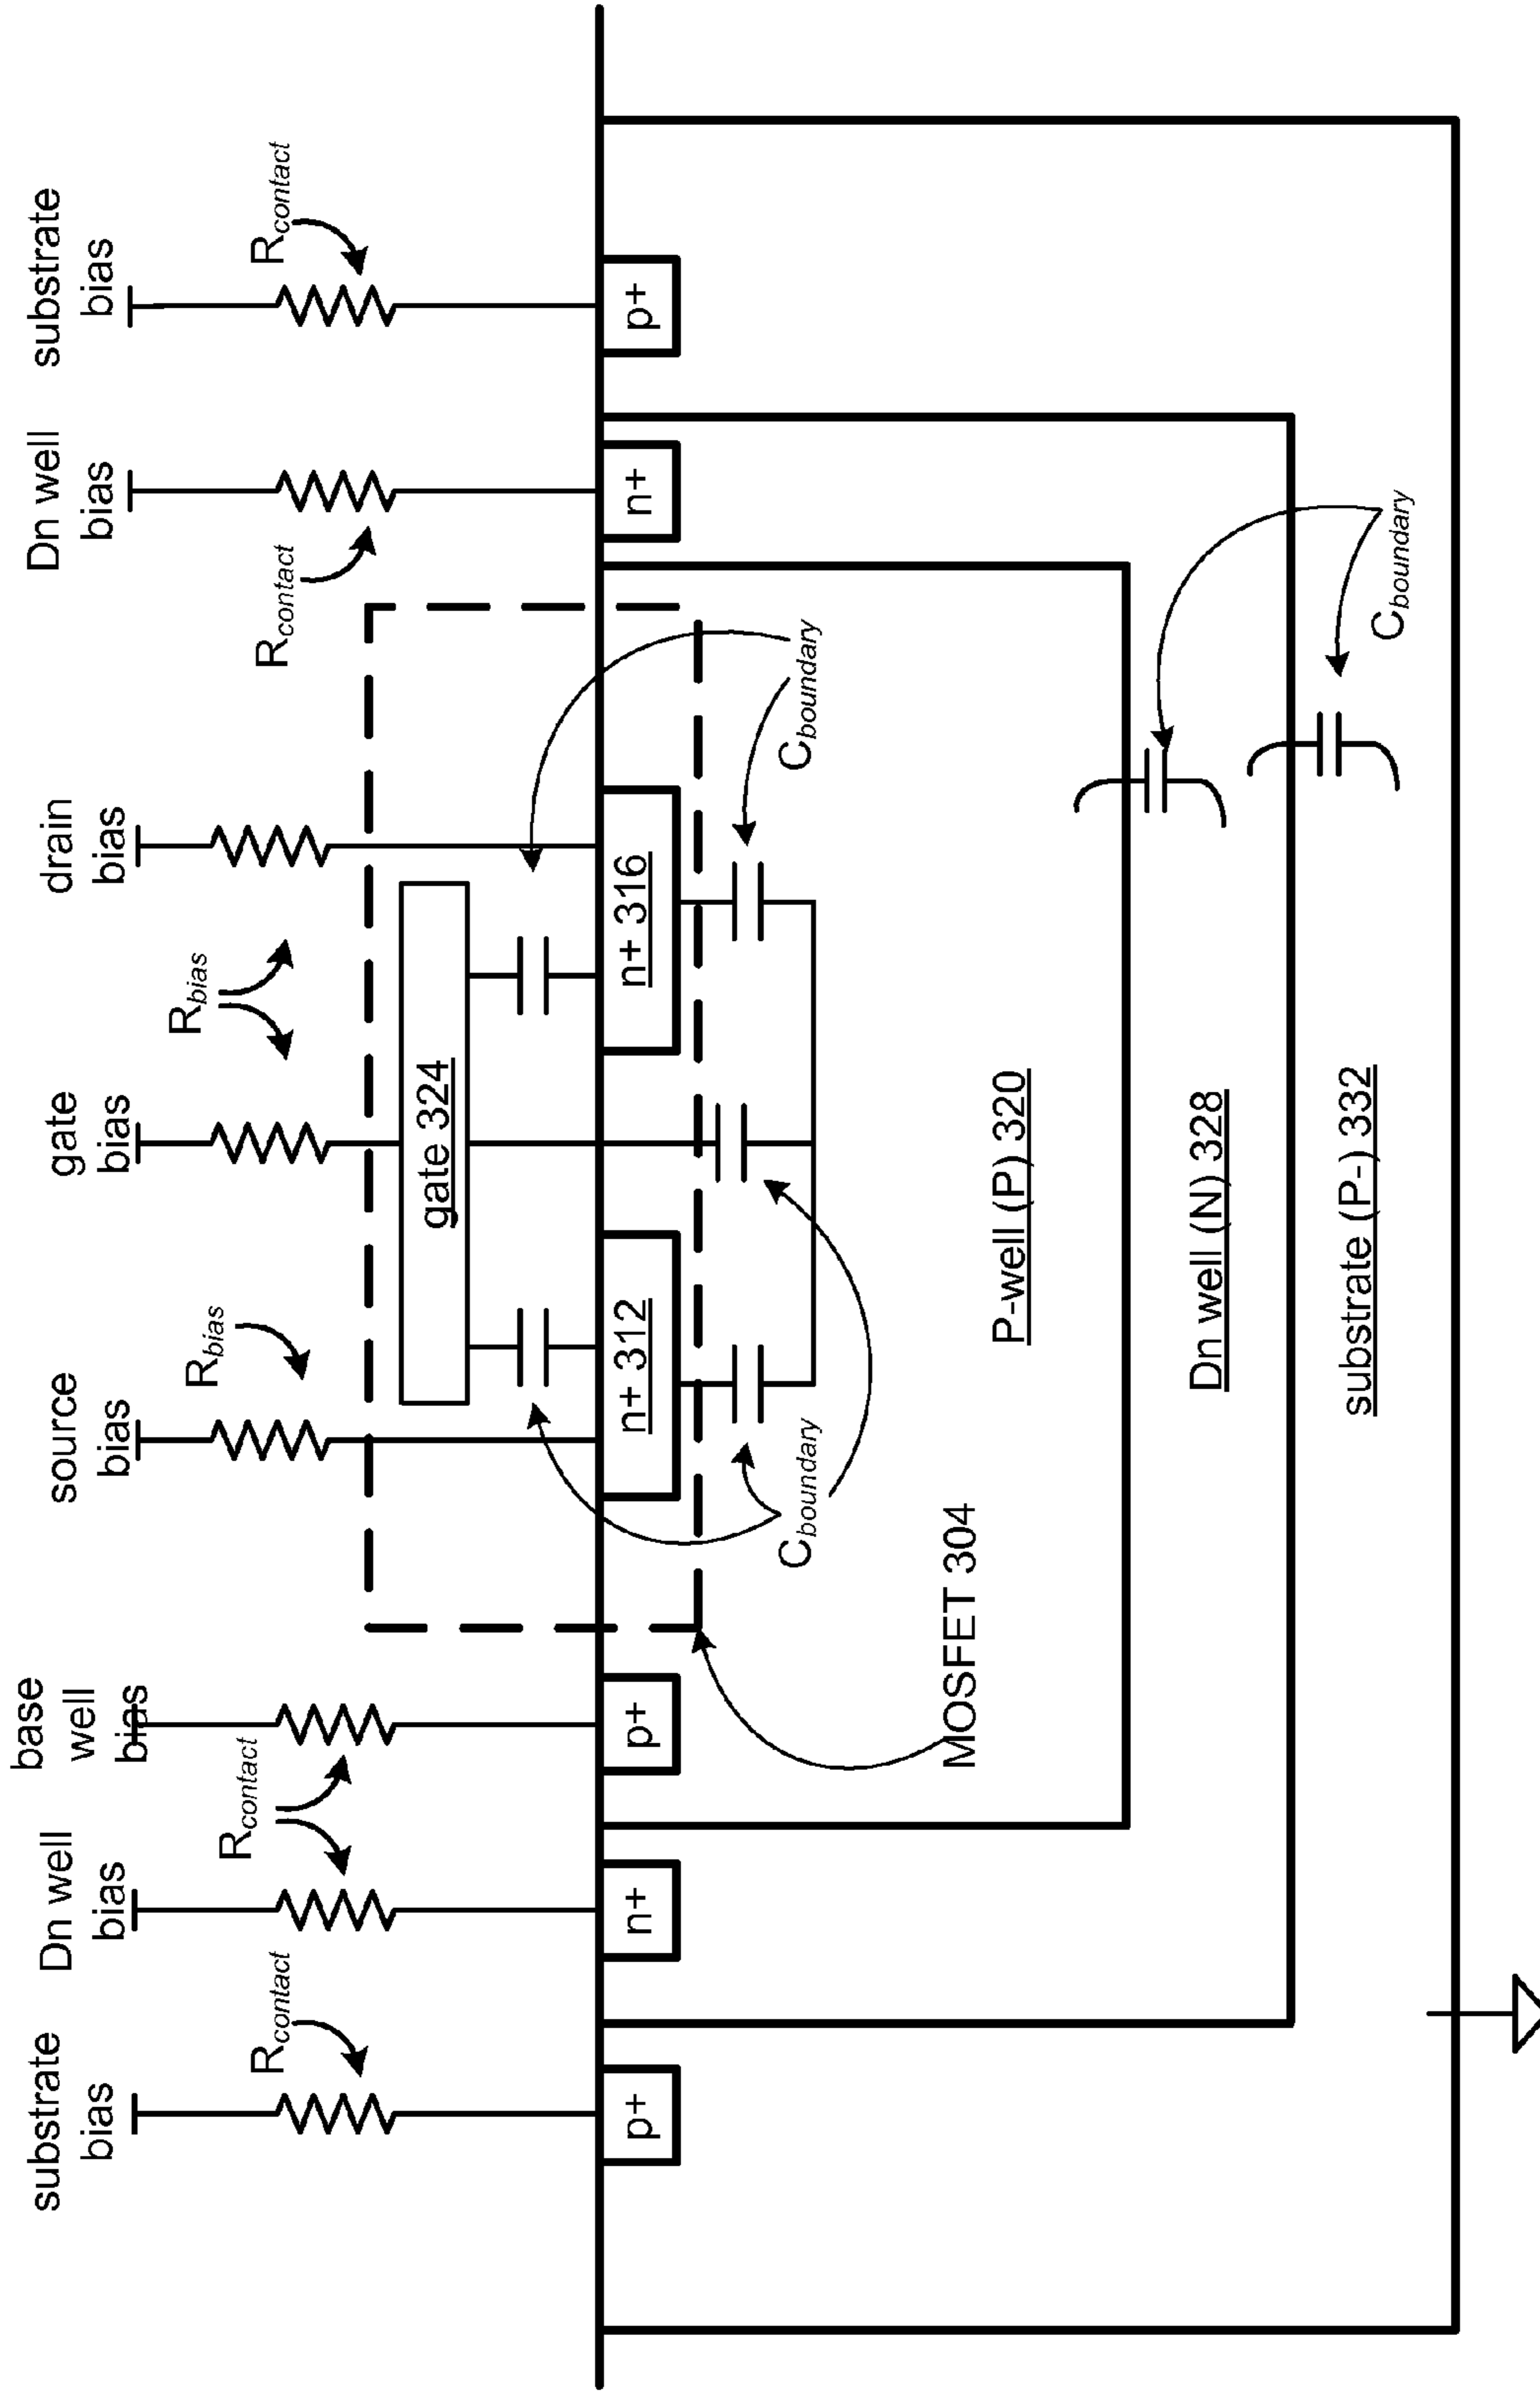 substrate
bias
Dn well
bias
base
well
bias
source
bias
gate
bias
drain
bias
Dn well
bias
substrate
bias
Rcontact
Rcontact
Rbias
Rbias
Rcontact
Rcontact
gate 324
p+
n+
p+
n+ 312
n+ 316
n+
p+
Cboundary
Cboundary
MOSFET 304
P-well (P) 320
Dn well (N) 328
substrate (P-) 332
Cboundary